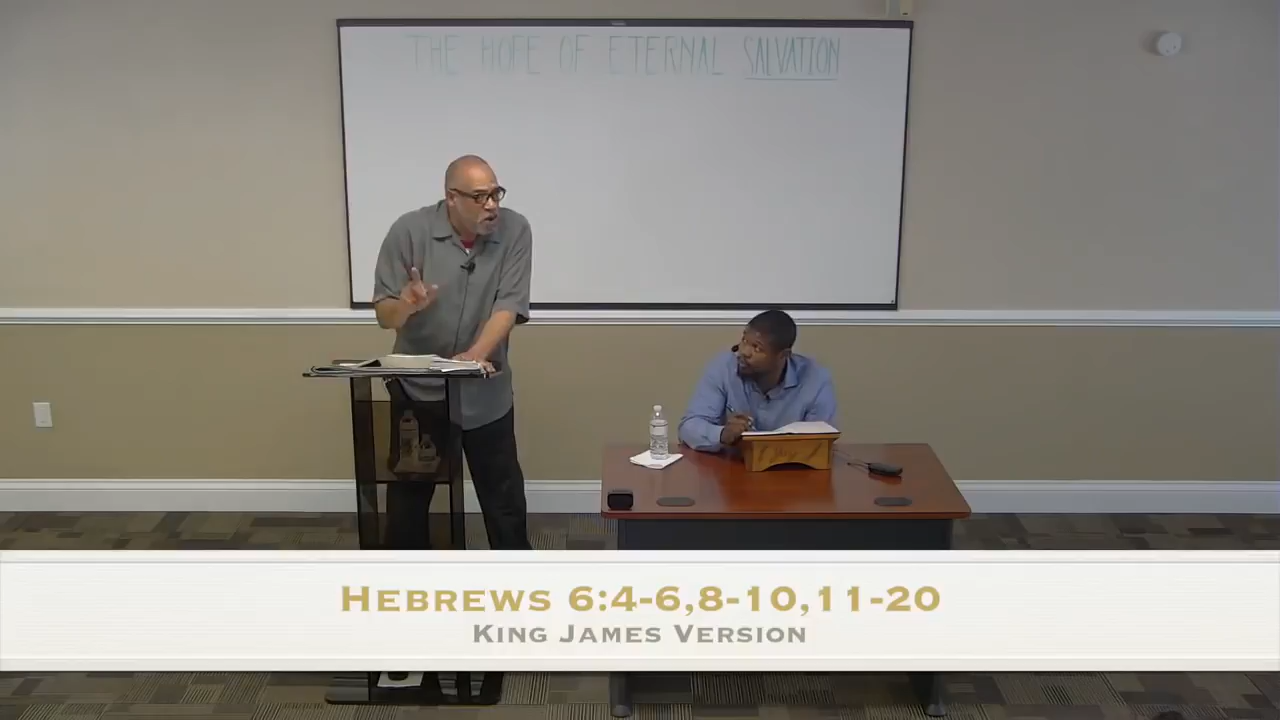 THE HOPE OF ETERNAL SALVATION
HEBREWS 6:4-6,8-10,11-20
KING JAMES VERSION